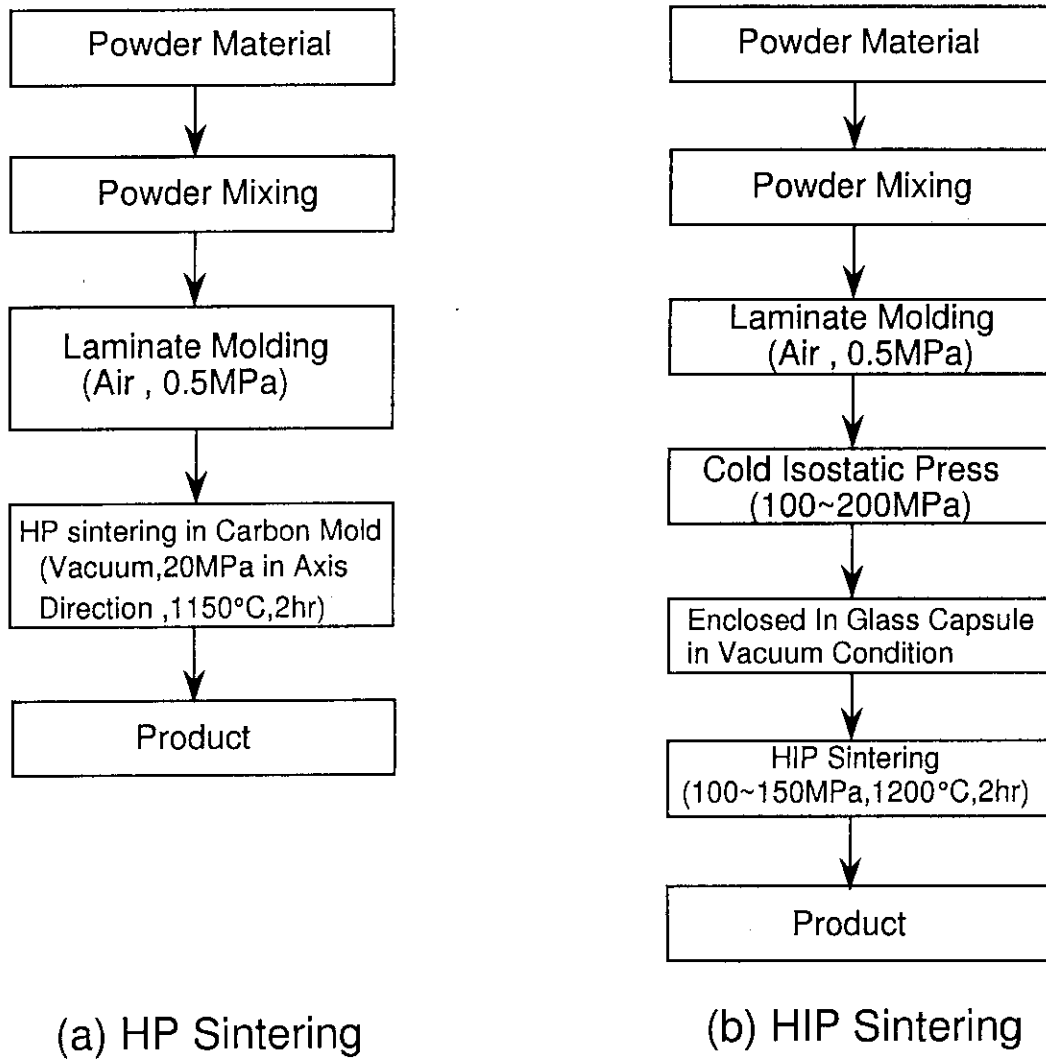 Powder Material
Powder Mixing
Laminate Molding
(Air , 0.5MPa)
HP sintering in Carbon Mold
(Vacuum,20MPa in Axis
Direction ,1150°C,2hr)
Product
(a) HP Sintering
Powder Material
Powder Mixing
Laminate Molding
(Air , 0.5MPa)
Cold Isostatic Press
(100~200MPa)
Enclosed In Glass Capsule
in Vacuum Condition
HIP Sintering
(100~150MPa,1200°C,2hr)
Product
(b) HIP Sintering